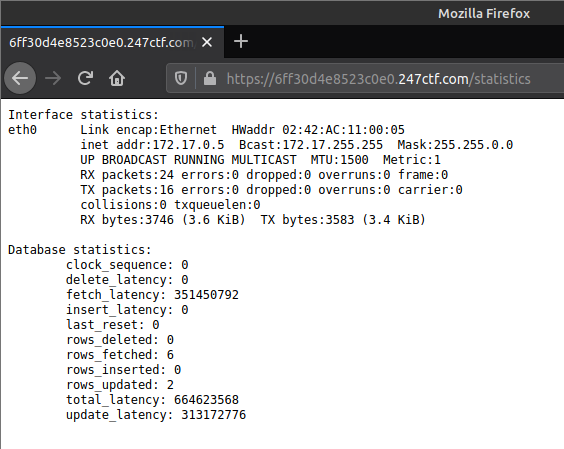 Mozilla Firefox
6ff30d4e8523c0e0.247ctf.com
https://6ff30d4e8523c0e0.247ctf.com/statistics
Interface statistics:
eth0      Link encap:Ethernet  HWaddr 02:42:AC:11:00:05
          inet addr:172.17.0.5  Bcast:172.17.255.255  Mask:255.255.0.0
          UP BROADCAST RUNNING MULTICAST  MTU:1500  Metric:1
          RX packets:24 errors:0 dropped:0 overruns:0 frame:0
          TX packets:16 errors:0 dropped:0 overruns:0 carrier:0
          collisions:0 txqueuelen:0
          RX bytes:3746 (3.6 KiB)  TX bytes:3583 (3.4 KiB)
Database statistics:
        clock_sequence: 0
        delete_latency: 0
        fetch_latency: 351450792
        insert_latency: 0
        last_reset: 0
        rows_deleted: 0
        rows_fetched: 6
        rows_inserted: 0
        rows_updated: 2
        total_latency: 664623568
        update_latency: 313172776